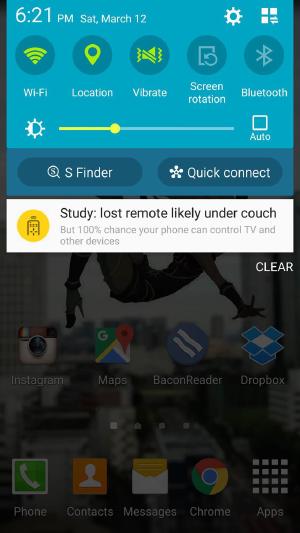 6:21 PM Sat, March 12
Wi-Fi
Location
Vibrate
Screen
rotation
Bluetooth
Auto
S Finder
Quick connect
Study: lost remote likely under couch
But 100% chance your phone can control TV and
other devices
CLEAR
Instagram
Maps
BaconReader
Dropbox
Phone
Contacts
Messages
Chrome
Apps